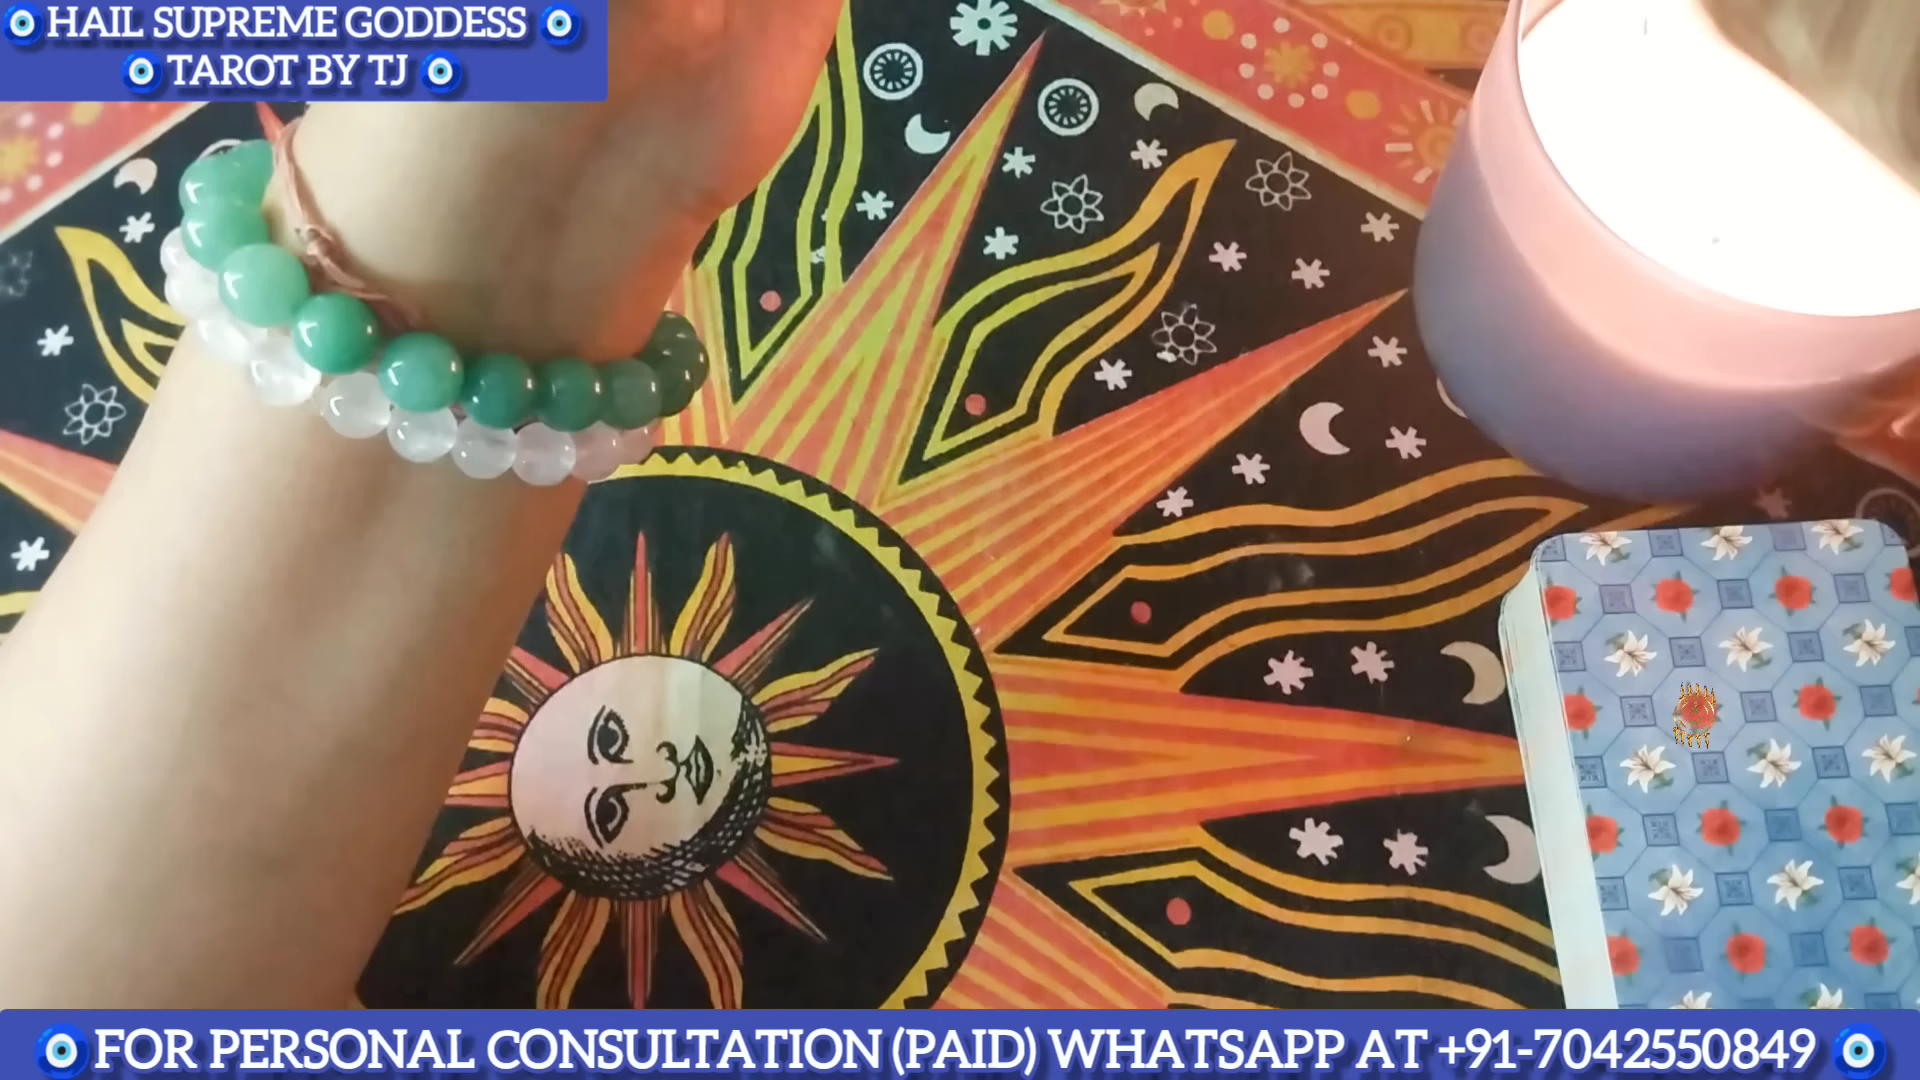 🧿HAIL SUPREME GODDESS 🧿
🧿 TAROT BY TJ 🧿
🧿FOR PERSONAL CONSULTATION (PAID) WHATSAPP AT +91-7042550849 🧿